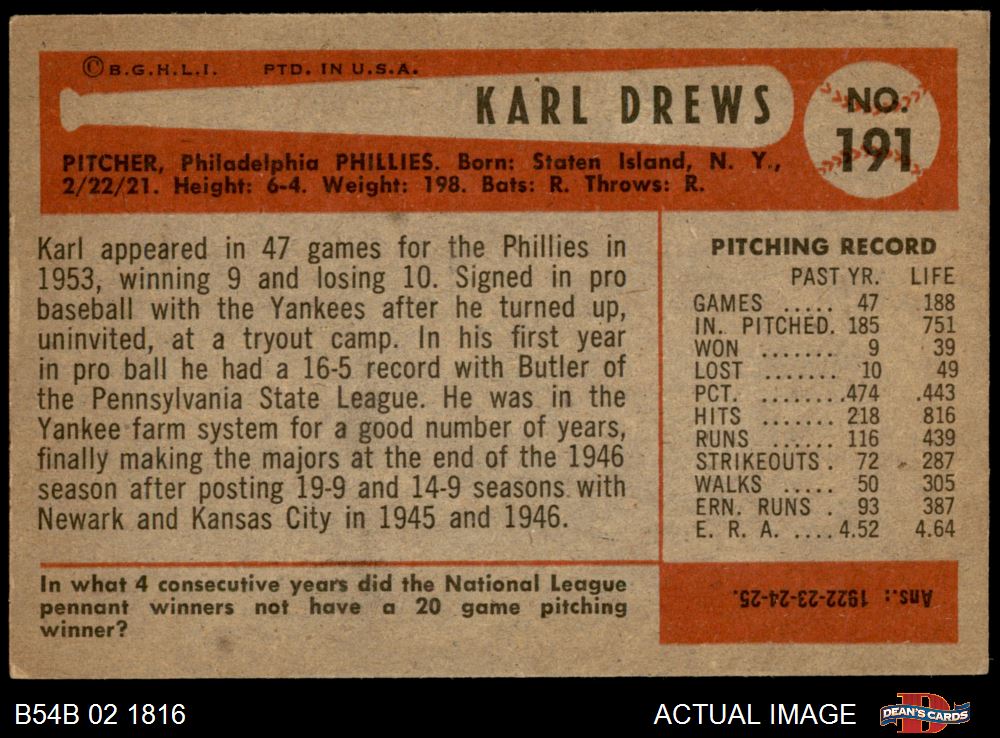 ©B.G.H.L.I. PTD. IN U.S.A.
KARL DREWS
NO.
191
PITCHER, Philadelphia PHILLIES. Born: Staten Island, N. Y.,
2/22/21. Height: 6-4. Weight: 198. Bats: R. Throws: R.
Karl appeared in 47 games for the Phillies in
1953, winning 9 and losing 10. Signed in pro
baseball with the Yankees after he turned up,
uninvited, at a tryout camp. In his first year
in pro ball he had a 16-5 record with Butler of
the Pennsylvania State League. He was in the
Yankee farm system for a good number of years,
finally making the majors at the end of the 1946
season after posting 19-9 and 14-9 seasons with
Newark and Kansas City in 1945 and 1946.
PITCHING RECORD
PAST YR. LIFE
GAMES ..... 47 188
IN. PITCHED. 185 751
WON ....... 9 39
LOST ....... 10 49
PCT. ....... .474 .443
HITS ....... 218 816
RUNS ...... 116 439
STRIKEOUTS . 72 287
WALKS ..... 50 305
ERN. RUNS . 93 387
E. R. A. .... 4.52 4.64
In what 4 consecutive years did the National League
pennant winners not have a 20 game pitching
winner?
Ans.: 1922-23-24-25.
B54B 02 1816
ACTUAL IMAGE
D
DEAN'S CARDS